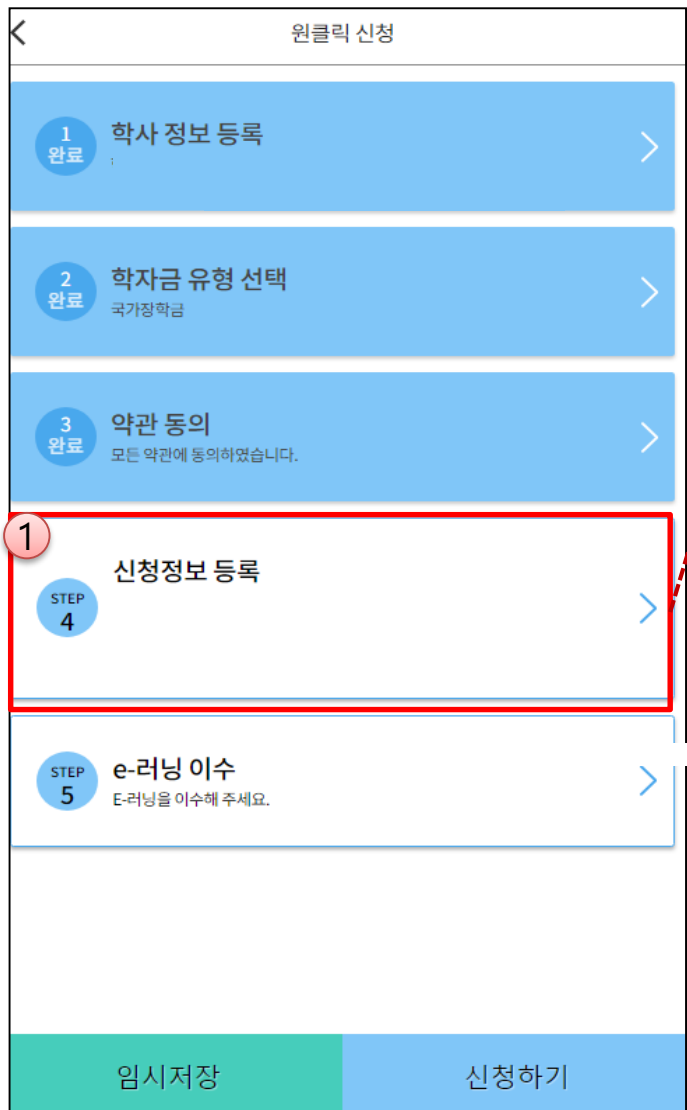 원클릭 신청
1
완료
학사 정보 등록
2
완료
학자금 유형 선택
국가장학금
3
완료
약관 동의
모든 약관에 동의하였습니다.
1
신청정보 등록
STEP
4
e-러닝 이수
STEP
5
E-러닝을 이수해 주세요.
임시저장
신청하기